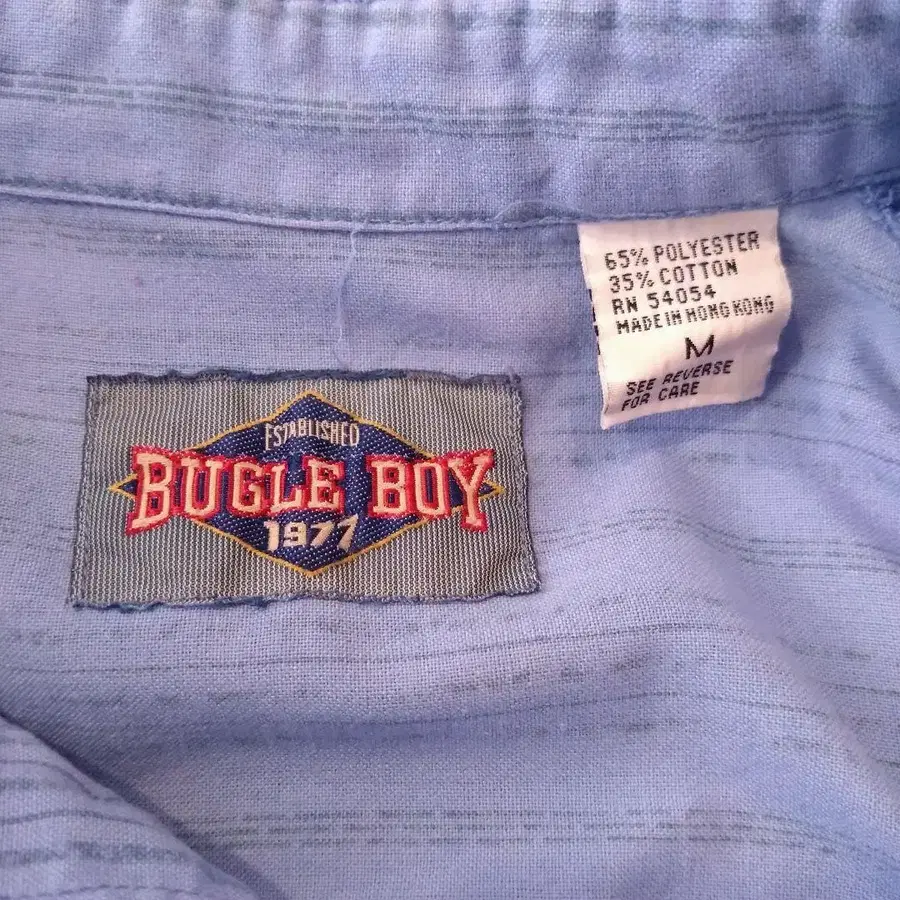 65% POLYESTER
35% COTTON
RN 54054
MADE IN HONG KONG
M
SEE REVERSE
FOR CARE
ESTABLISHED
BUGLE BOY
1977